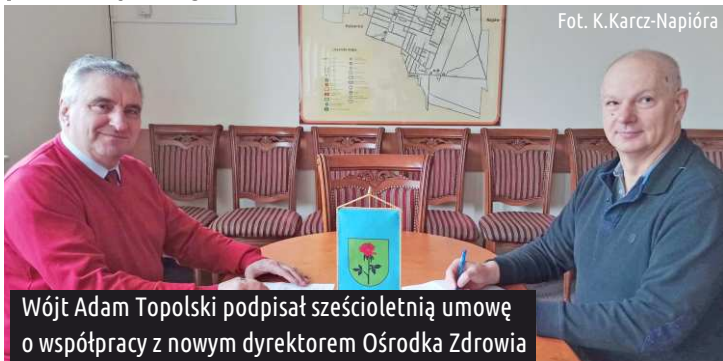 Fot. K.Karcz-Napióra
Wójt Adam Topolski podpisał sześcioletnią umowę
o współpracy z nowym dyrektorem Ośrodka Zdrowia